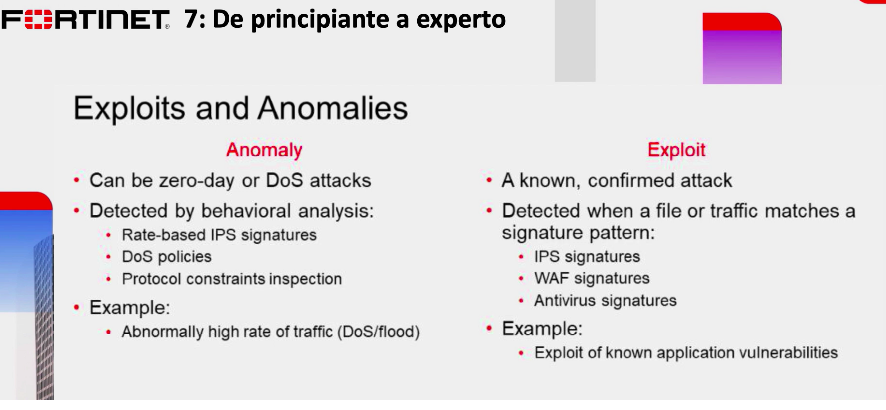 FORTINET 7: De principiante a experto
Exploits and Anomalies
Anomaly
• Can be zero-day or DoS attacks
• Detected by behavioral analysis:
• Rate-based IPS signatures
• DoS policies
• Protocol constraints inspection
• Example:
• Abnormally high rate of traffic (DoS/flood)
Exploit
• A known, confirmed attack
• Detected when a file or traffic matches a
signature pattern:
• IPS signatures
• WAF signatures
• Antivirus signatures
• Example:
• Exploit of known application vulnerabilities